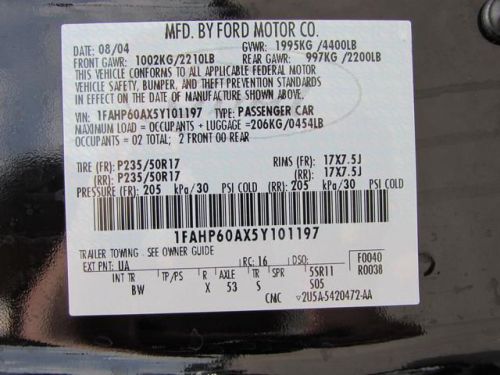 MFD. BY FORD MOTOR CO.
DATE: 08/04 GVWR: 1995KG /4400LB
FRONT GAWR: 1002KG/2210LB REAR GAWR: 997KG /2200LB
THIS VEHICLE CONFORMS TO ALL APPLICABLE FEDERAL MOTOR
VEHICLE SAFETY, BUMPER, AND THEFT PREVENTION STANDARDS
IN EFFECT ON THE DATE OF MANUFACTURE SHOWN ABOVE.
VIN: 1FAHP60AX5Y101197 TYPE: PASSENGER CAR
MAXIMUM LOAD = OCCUPANTS + LUGGAGE =206KG/0454LB
OCCUPANTS = 02 TOTAL; 2 FRONT 00 REAR
TIRE (FR): P235/50R17 RIMS (FR): 17X7.5J
(RR): P235/50R17 (RR): 17X7.5J
PRESSURE (FR): 205 kPa/30 PSI COLD (RR): 205 kPa/30 PSI COLD
1FAHP60AX5Y101197
TRAILER TOWING - SEE OWNER GUIDE
EXT PNT: UA RC: 16 DSO: F0040
INT TR TP/PS R AXLE TR SPR 5SR11 R0038
BW X 53 S S05
CMC ▽2U5A-5420472-AA